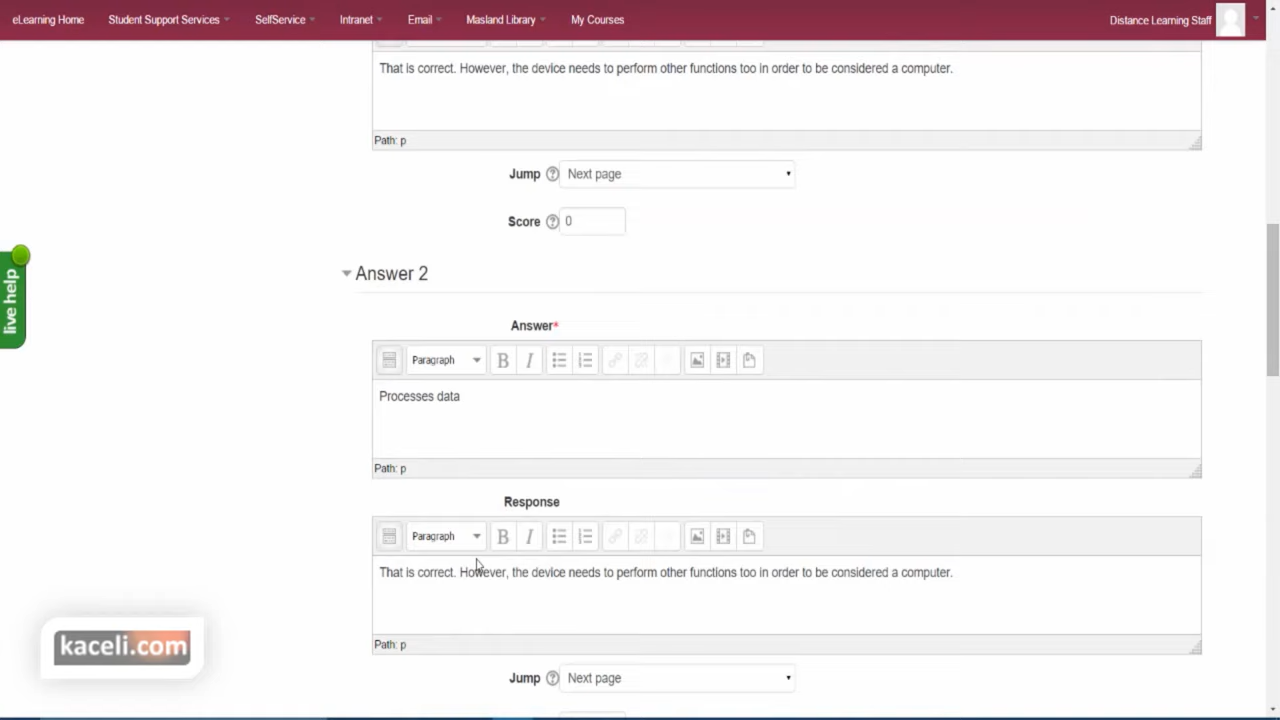 eLearning Home Student Support Services SelfService Intranet Email Masland Library My Courses Distance Learning Staff
That is correct. However, the device needs to perform other functions too in order to be considered a computer.
Path: p
Jump Next page
Score 0
Answer 2
Answer*
Paragraph B I
Processes data
Path: p
Response
Paragraph B I
That is correct. However, the device needs to perform other functions too in order to be considered a computer.
Path: p
Jump Next page
live help
kaceli.com